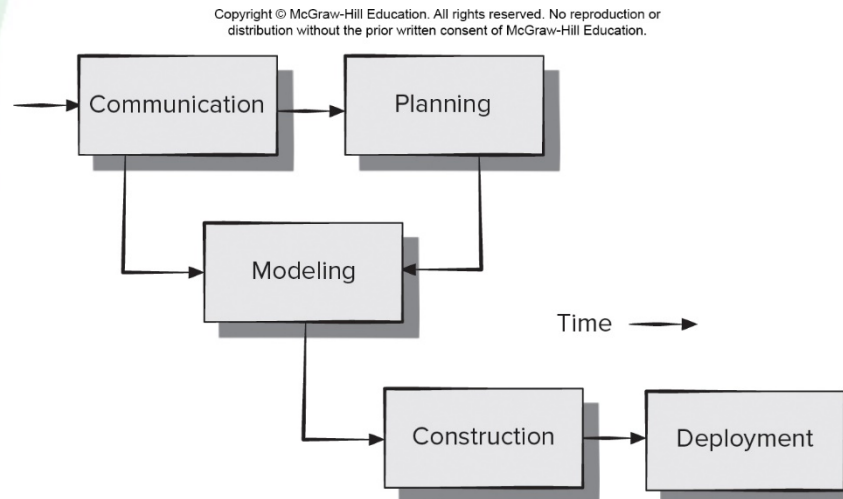 Copyright © McGraw-Hill Education. All rights reserved. No reproduction or
distribution without the prior written consent of McGraw-Hill Education.
Communication
Planning
Modeling
Time
Construction
Deployment